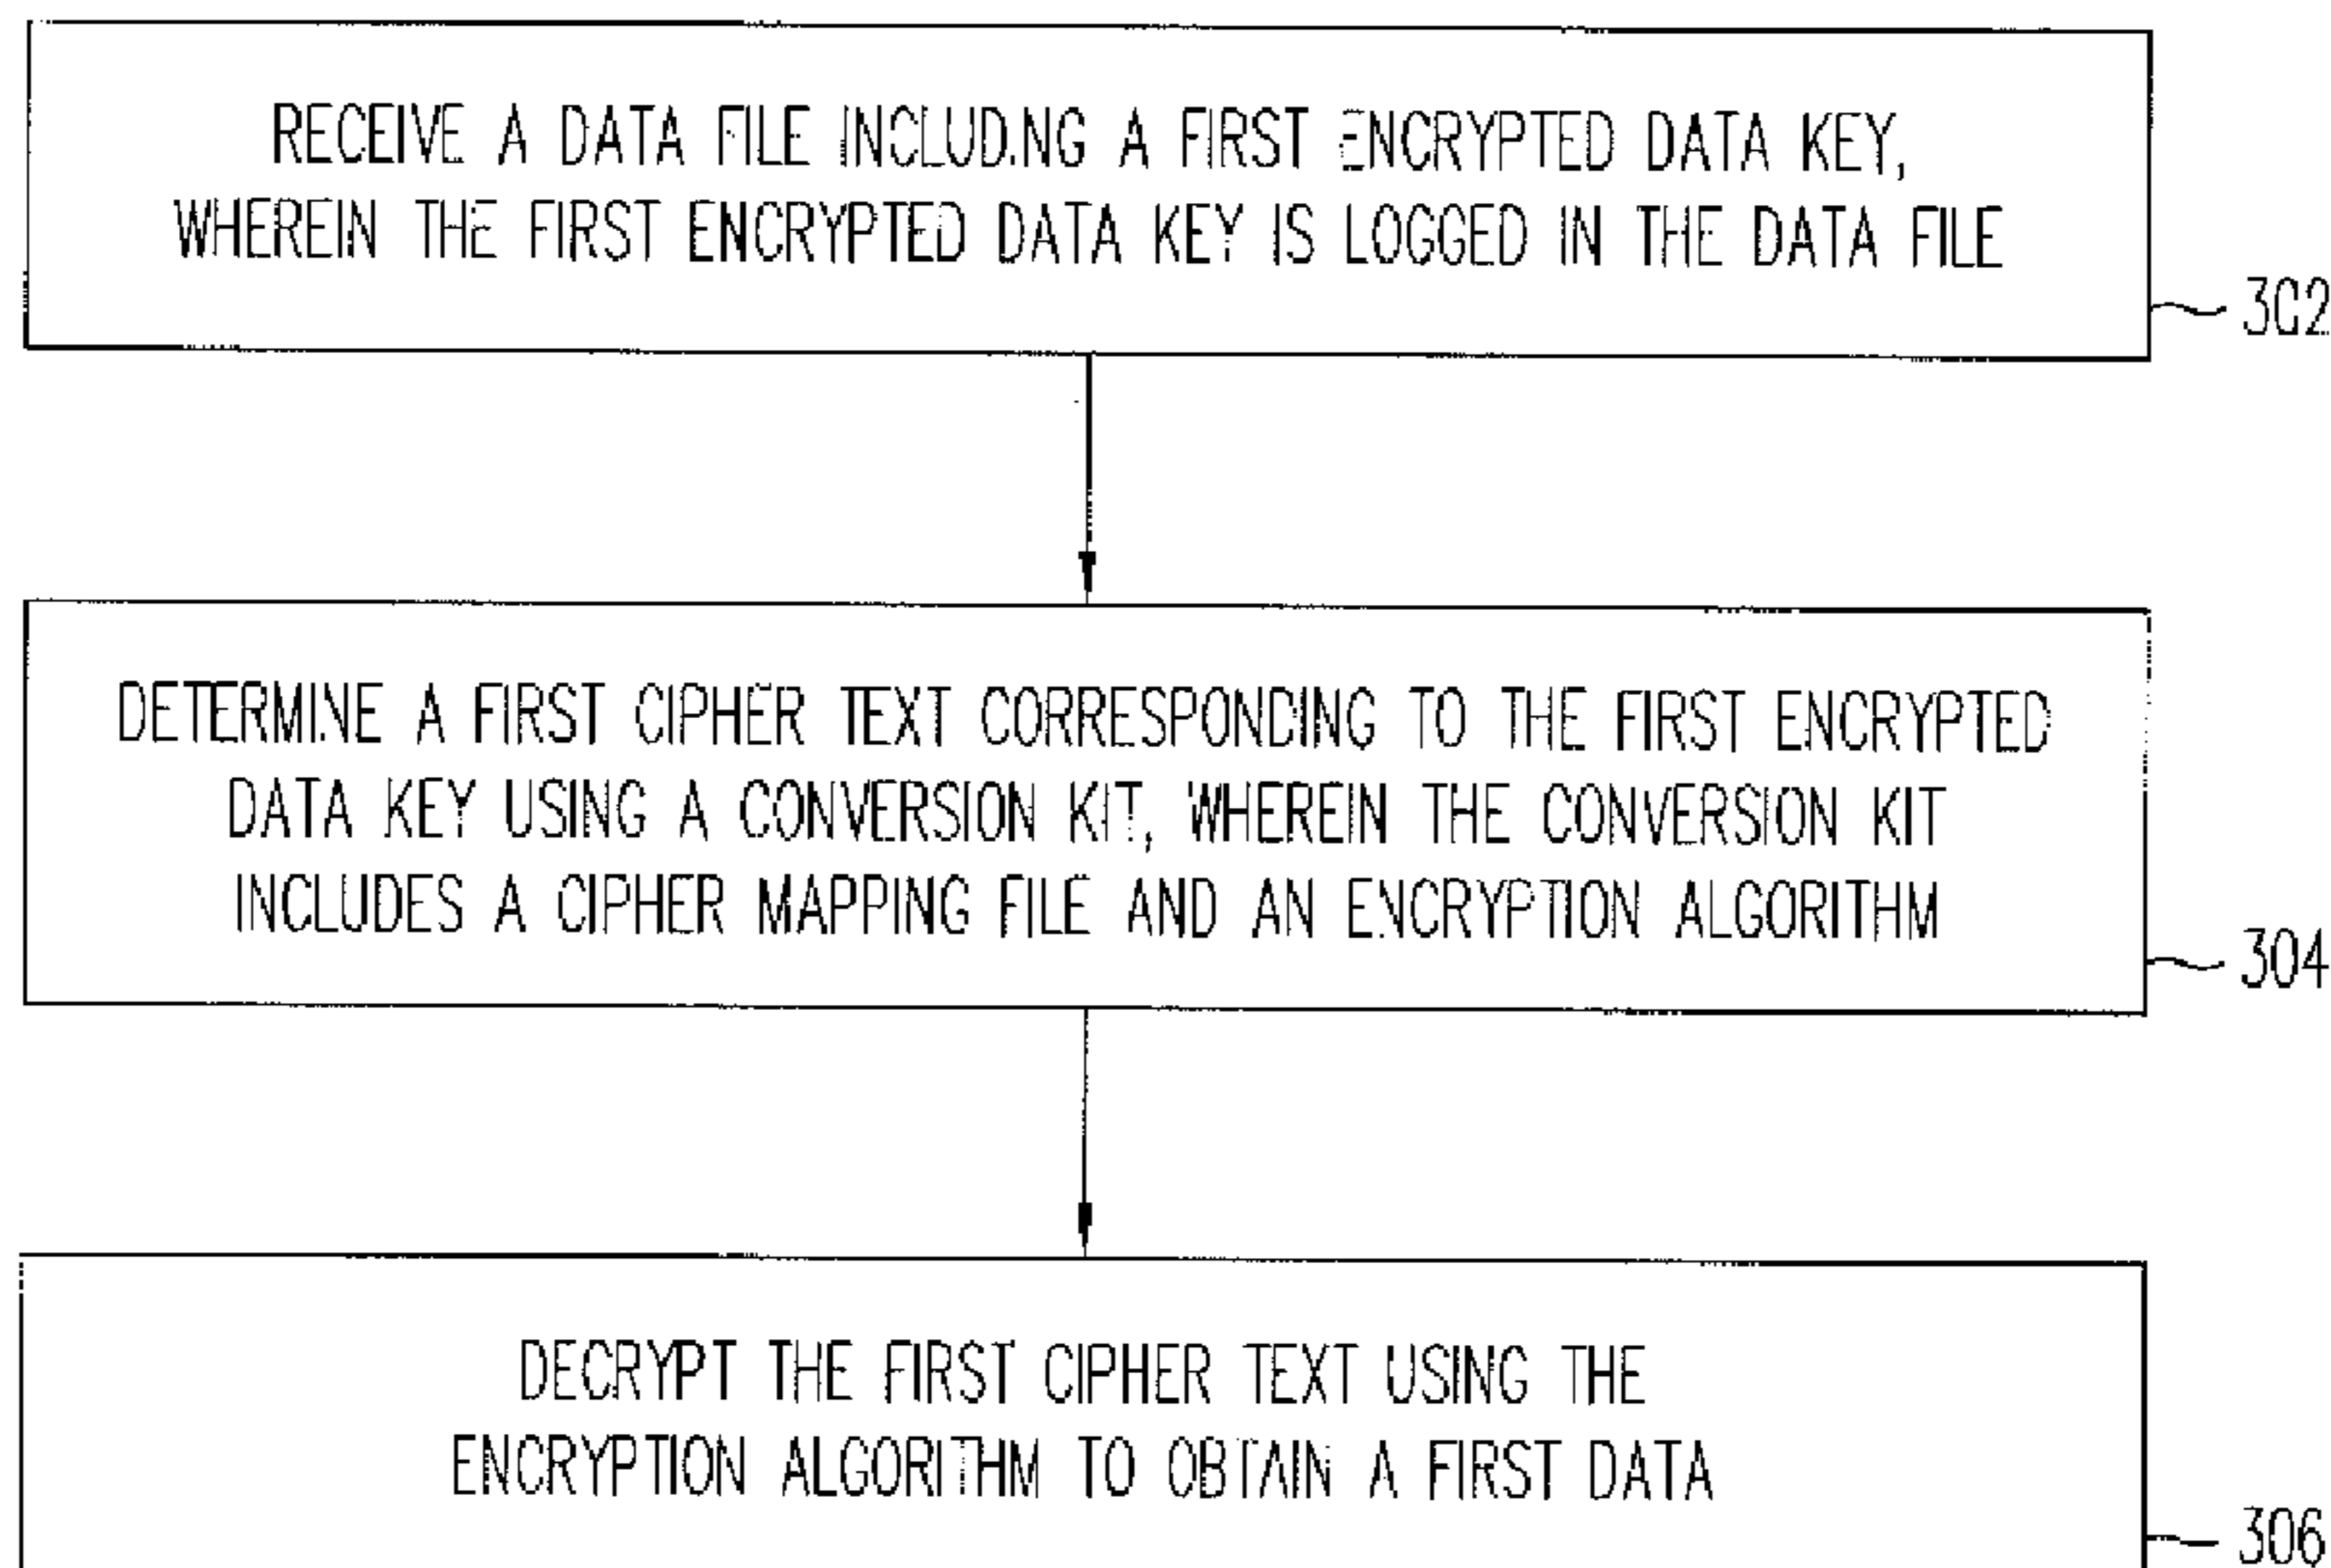 RECEIVE A DATA FILE INCLUDING A FIRST ENCRYPTED DATA KEY,
WHEREIN THE FIRST ENCRYPTED DATA KEY IS LOGGED IN THE DATA FILE
302
DETERMINE A FIRST CIPHER TEXT CORRESPONDING TO THE FIRST ENCRYPTED
DATA KEY USING A CONVERSION KIT, WHEREIN THE CONVERSION KIT
INCLUDES A CIPHER MAPPING FILE AND AN ENCRYPTION ALGORITHM
304
DECRYPT THE FIRST CIPHER TEXT USING THE
ENCRYPTION ALGORITHM TO OBTAIN A FIRST DATA
306